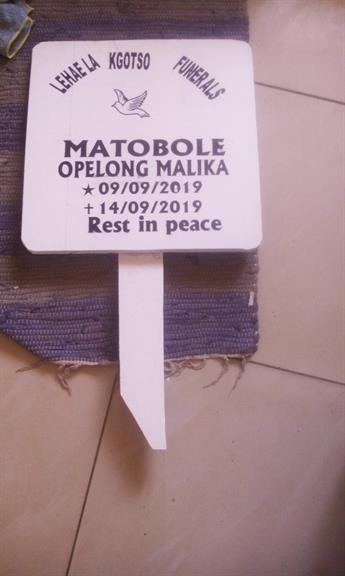 LEHAE LA KGOTSO FUNERALS
MATOBOLE
OPELONG MALIKA
★ 09/09/2019
✝ 14/09/2019
Rest in peace